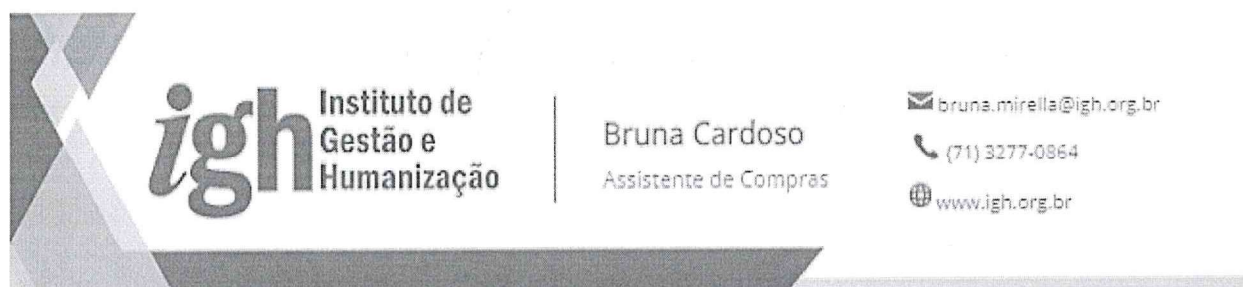 igh
Instituto de
Gestão e
Humanização
Bruna Cardoso
Assistente de Compras
bruna.mirella@igh.org.br
(71) 3277-0864
www.igh.org.br